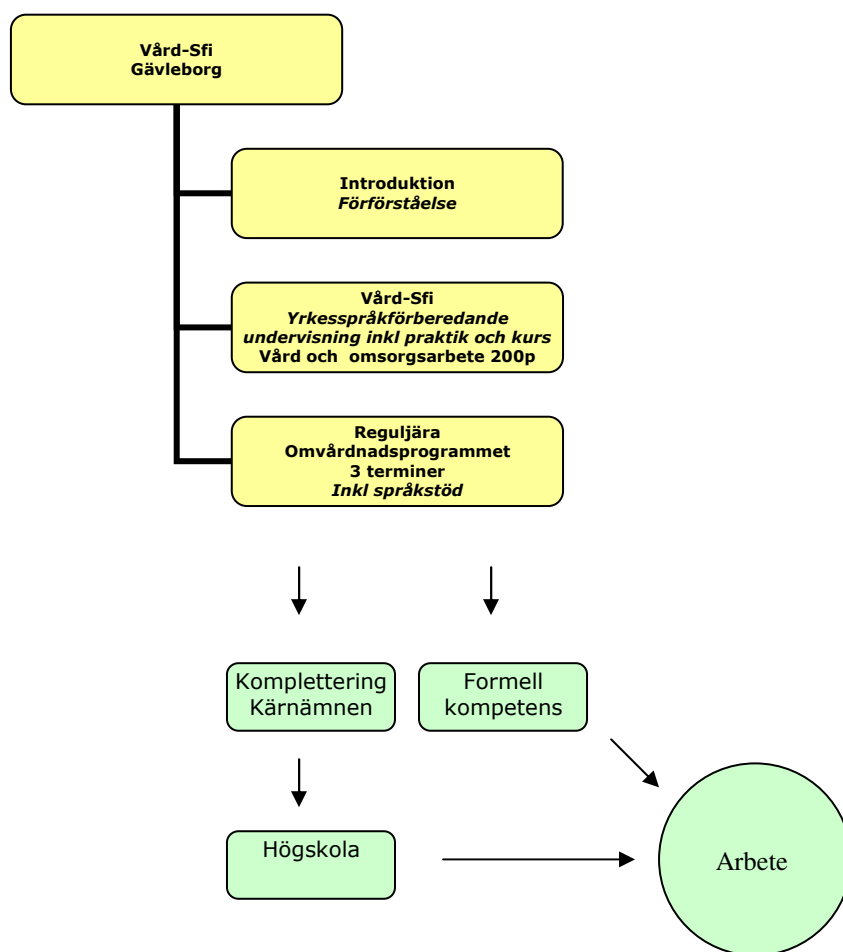 Vård-Sfi
Gävleborg
Introduktion
Förförståelse
Vård-Sfi
Yrkesspråkförberedande
undervisning inkl praktik och kurs
Vård och omsorgsarbete 200p
Reguljära
Omvårdnadsprogrammet
3 terminer
Inkl språkstöd
Komplettering
Kärnämnen
Formell
kompetens
Högskola
Arbete